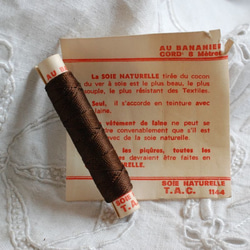 AU BANANIER
CORD 8 Mètres
La SOIE NATURELLE tirée du cocon
du ver à soie est le plus beau, le plus
souple, le plus résistant des Textiles.
Seul, il s'accorde en teinture avec
laine.
vêtement de laine ne peut se
convenablement que s'il est
avec de la soie naturelle.
les piqûres, toutes les
devraient être faites en
SOIE NATURELLE
T.A.C. 1144
SOIE
T.A.